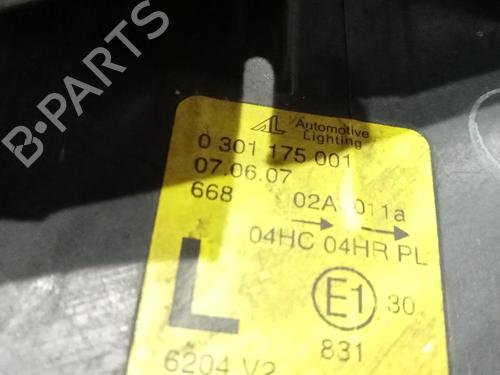 AL Automotive
Lighting
0 301 175 001
07.06.07
668
02A 011a
04HC 04HR PL
L
E1 30
831
6204 V2
B-PARTS